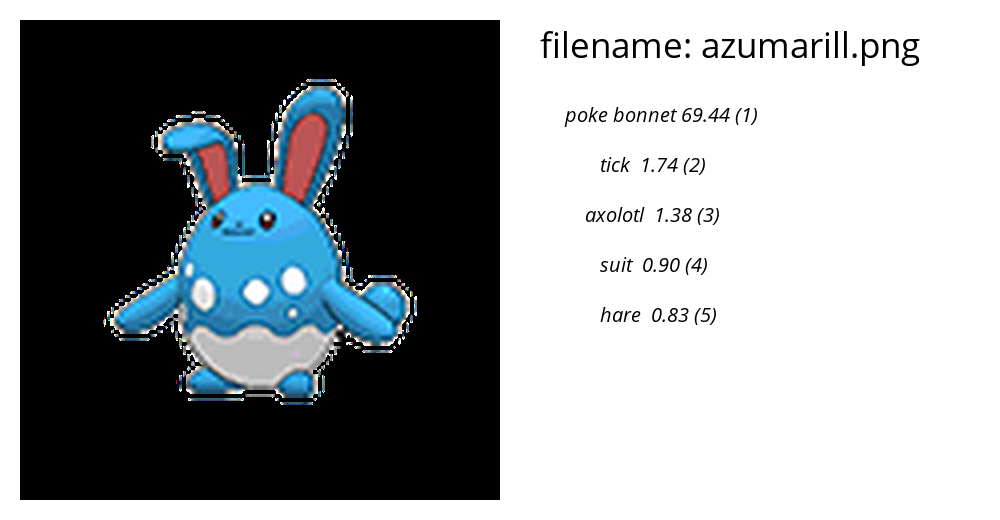 filename: azumarill.png
poke bonnet 69.44 (1)
tick 1.74 (2)
axolotl 1.38 (3)
suit 0.90 (4)
hare 0.83 (5)